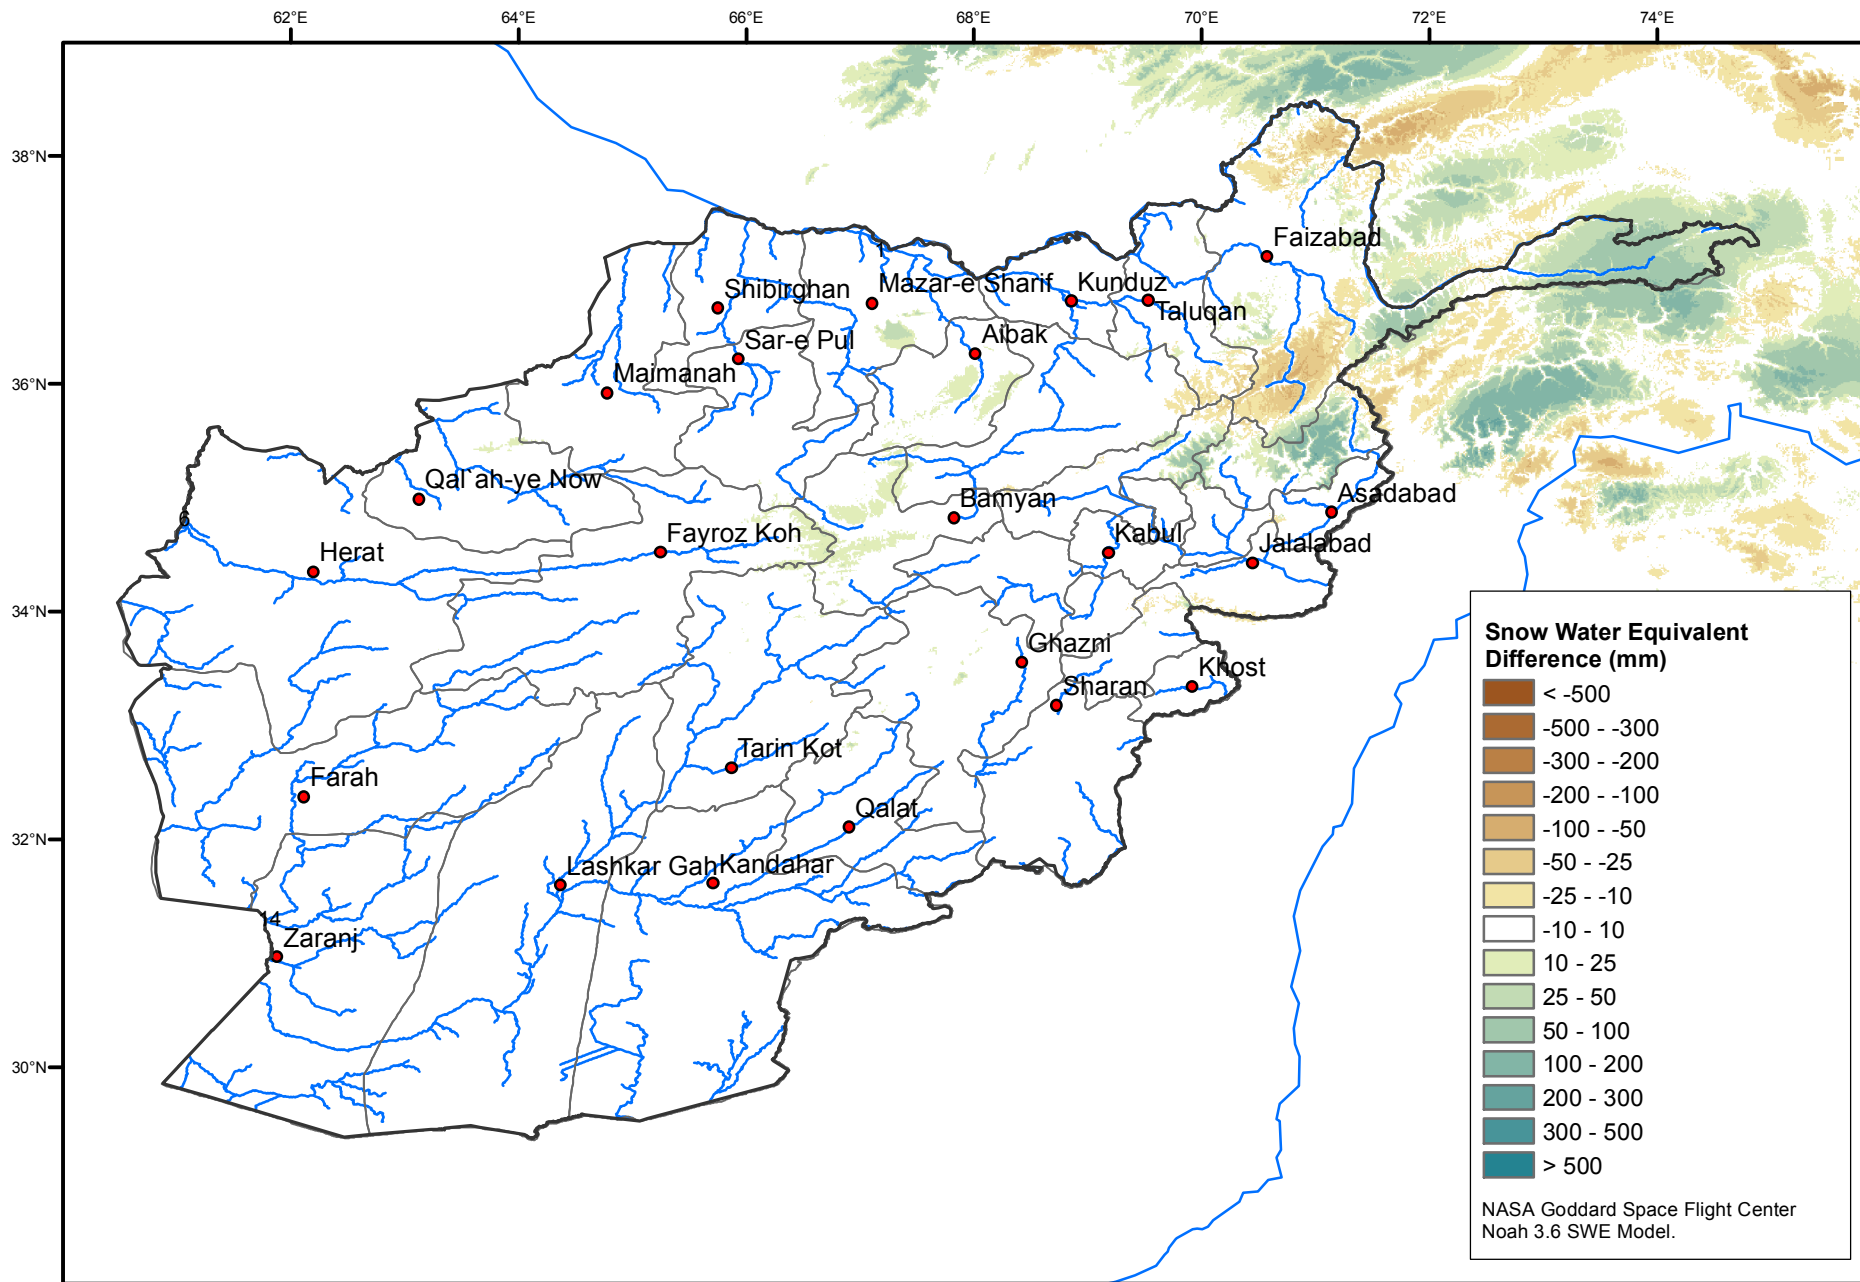 62°E 64°E 66°E 68°E 70°E 72°E 74°E
38°N
Faizabad
Shibirghan
Mazar-e Sharif
Kunduz
Taluqan
Sar-e Pul
Aibak
36°N
Maimanah
Qal`ah-ye Now
Bamyan
Asadabad
6
Herat
Fayroz Koh
Kabul
Jalalabad
34°N
Ghazni
Khost
Sharan
Tarin Kot
Farah
Qalat
32°N
Lashkar Gah
Kandahar
14
Zaranj
30°N
Snow Water Equivalent
Difference (mm)
< -500
-500 - -300
-300 - -200
-200 - -100
-100 - -50
-50 - -25
-25 - -10
-10 - 10
10 - 25
25 - 50
50 - 100
100 - 200
200 - 300
300 - 500
> 500
NASA Goddard Space Flight Center
Noah 3.6 SWE Model.